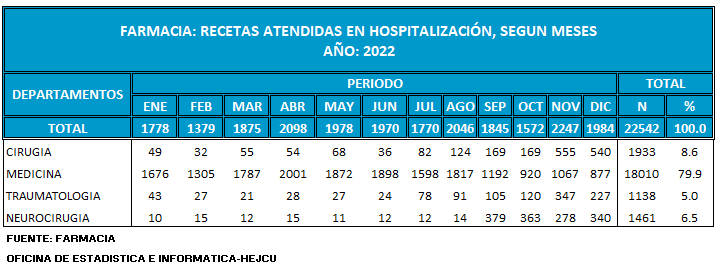 FARMACIA: RECETAS ATENDIDAS EN HOSPITALIZACIÓN, SEGUN MESES
AÑO: 2022
DEPARTAMENTOS PERIODO TOTAL
ENE FEB MAR ABR MAY JUN JUL AGO SEP OCT NOV DIC N %
TOTAL 1778 1379 1875 2098 1978 1970 1770 2046 1845 1572 2247 1984 22542 100.0
CIRUGIA 49 32 55 54 68 36 82 124 169 169 555 540 1933 8.6
MEDICINA 1676 1305 1787 2001 1872 1898 1598 1817 1192 920 1067 877 18010 79.9
TRAUMATOLOGIA 43 27 21 28 27 24 78 91 105 120 347 227 1138 5.0
NEUROCIRUGIA 10 15 12 15 11 12 12 14 379 363 278 340 1461 6.5
FUENTE: FARMACIA
OFICINA DE ESTADISTICA E INFORMATICA-HEJCU